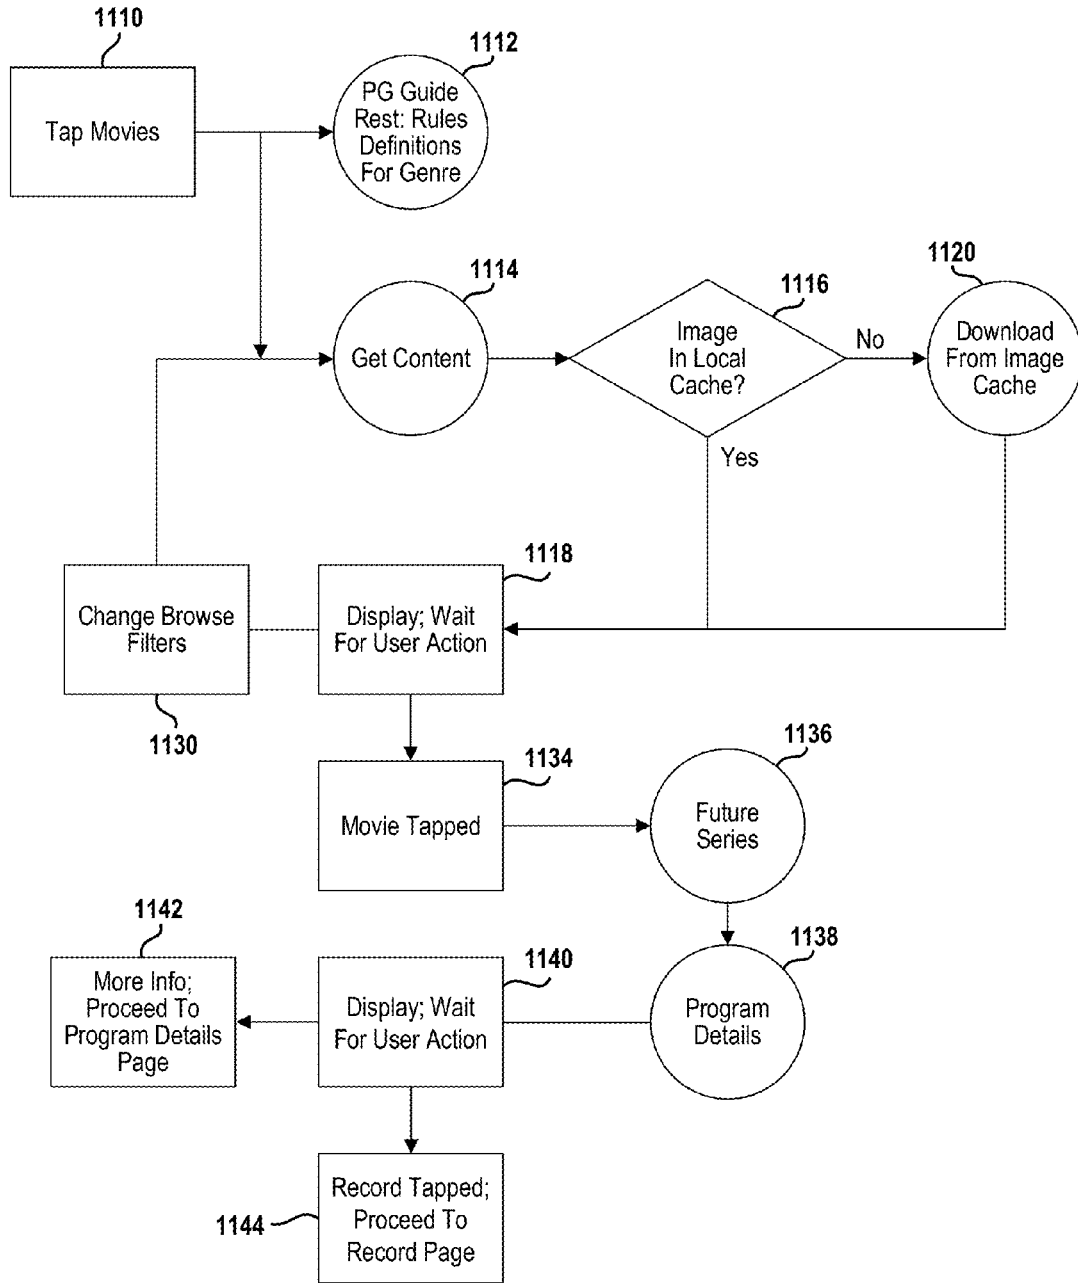 1110
Tap Movies
1112
PG Guide
Rest: Rules
Definitions
For Genre
1114
Get Content
1116
Image
In Local
Cache?
No
Yes
1120
Download
From Image
Cache
1118
Display; Wait
For User Action
Change Browse
Filters
1130
1134
Movie Tapped
1136
Future
Series
1138
Program
Details
1140
Display; Wait
For User Action
1142
More Info;
Proceed To
Program Details
Page
1144
Record Tapped;
Proceed To
Record Page